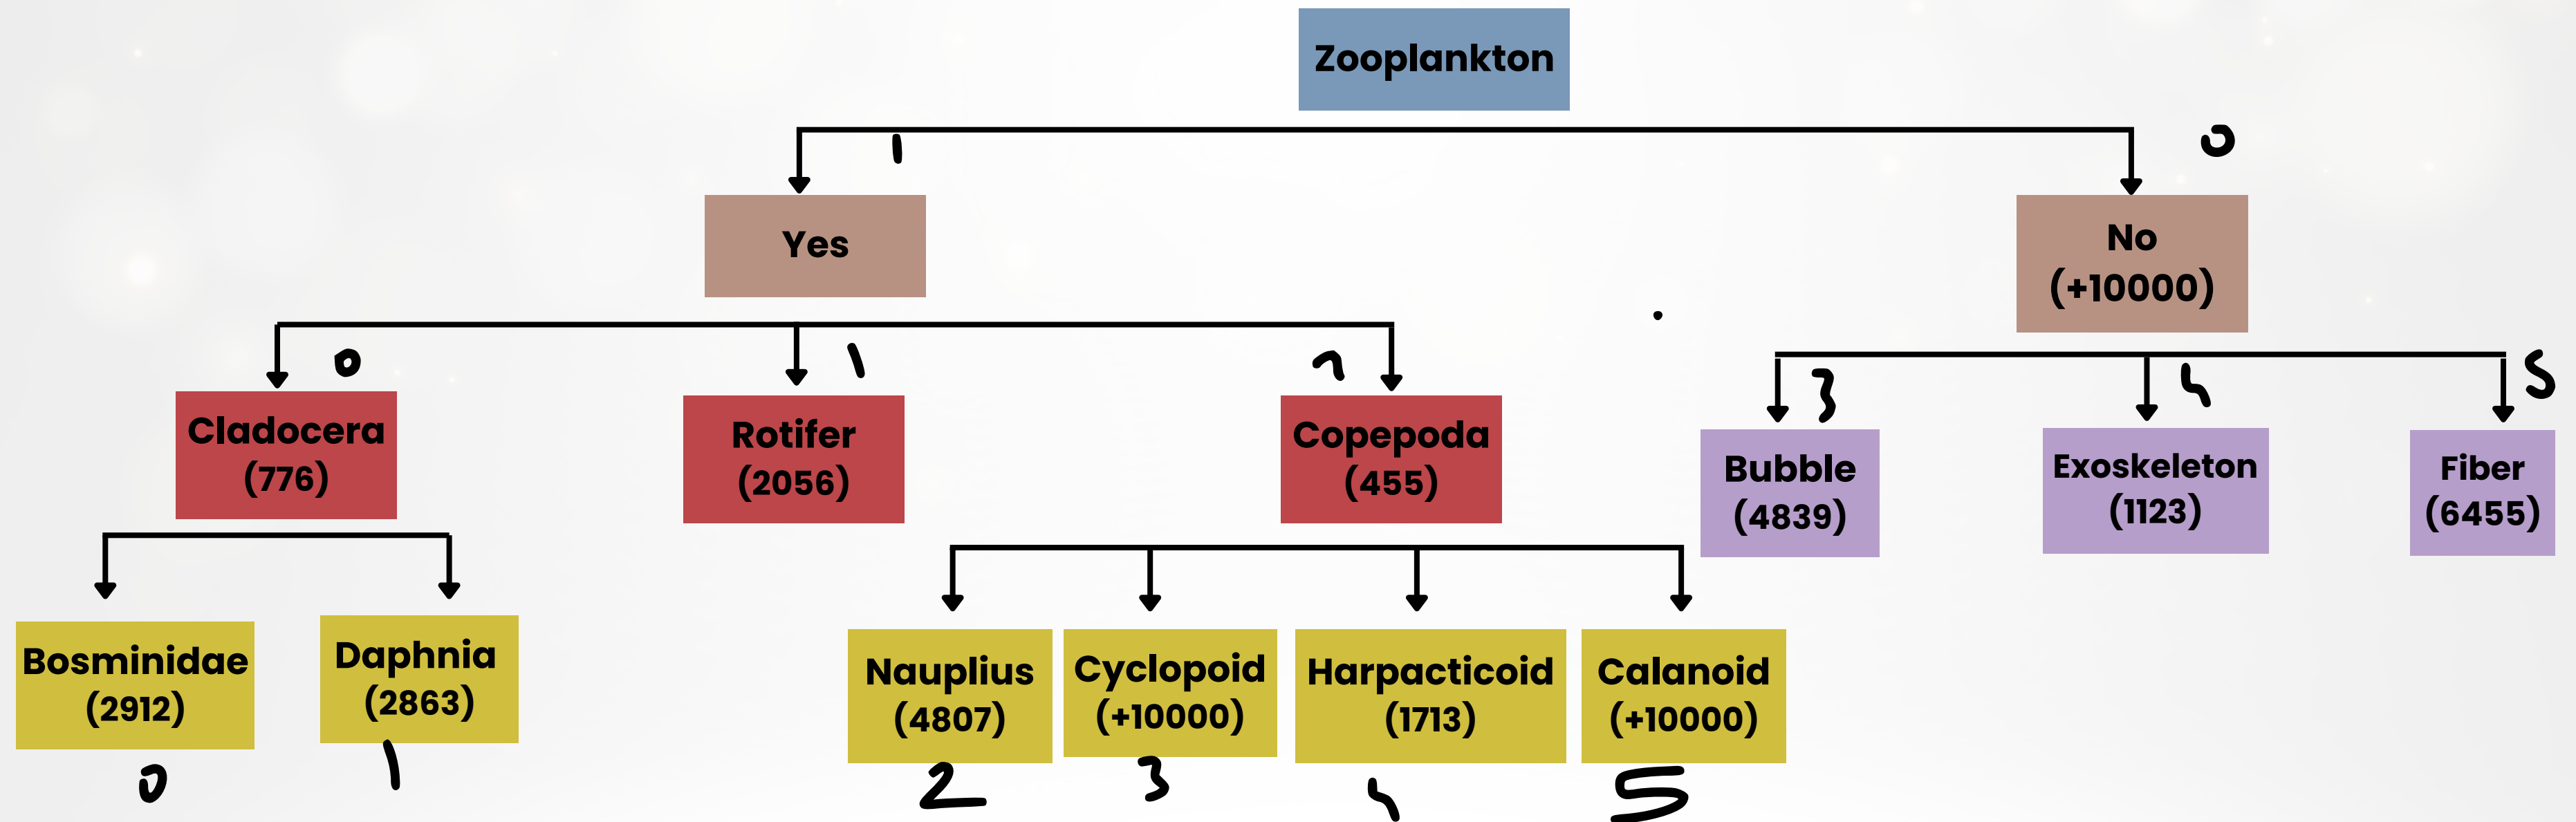 Zooplankton
1
0
Yes
No
(+10000)
0
1
3
4
5
Cladocera
(776)
Rotifer
(2056)
Copepoda
(455)
Bubble
(4839)
Exoskeleton
(1123)
Fiber
(6455)
Bosminidae
(2912)
Daphnia
(2863)
Nauplius
(4807)
Cyclopoid
(+10000)
Harpacticoid
(1713)
Calanoid
(+10000)
0
1
2
3
4
5